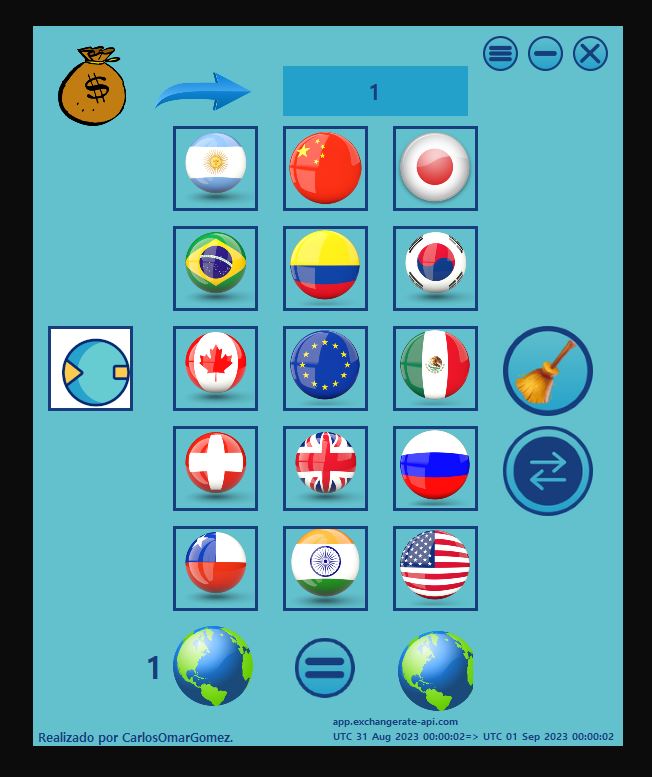 $
1
1
app.exchangerate-api.com
Realizado por CarlosOmarGomez.
UTC 31 Aug 2023 00:00:02=> UTC 01 Sep 2023 00:00:02